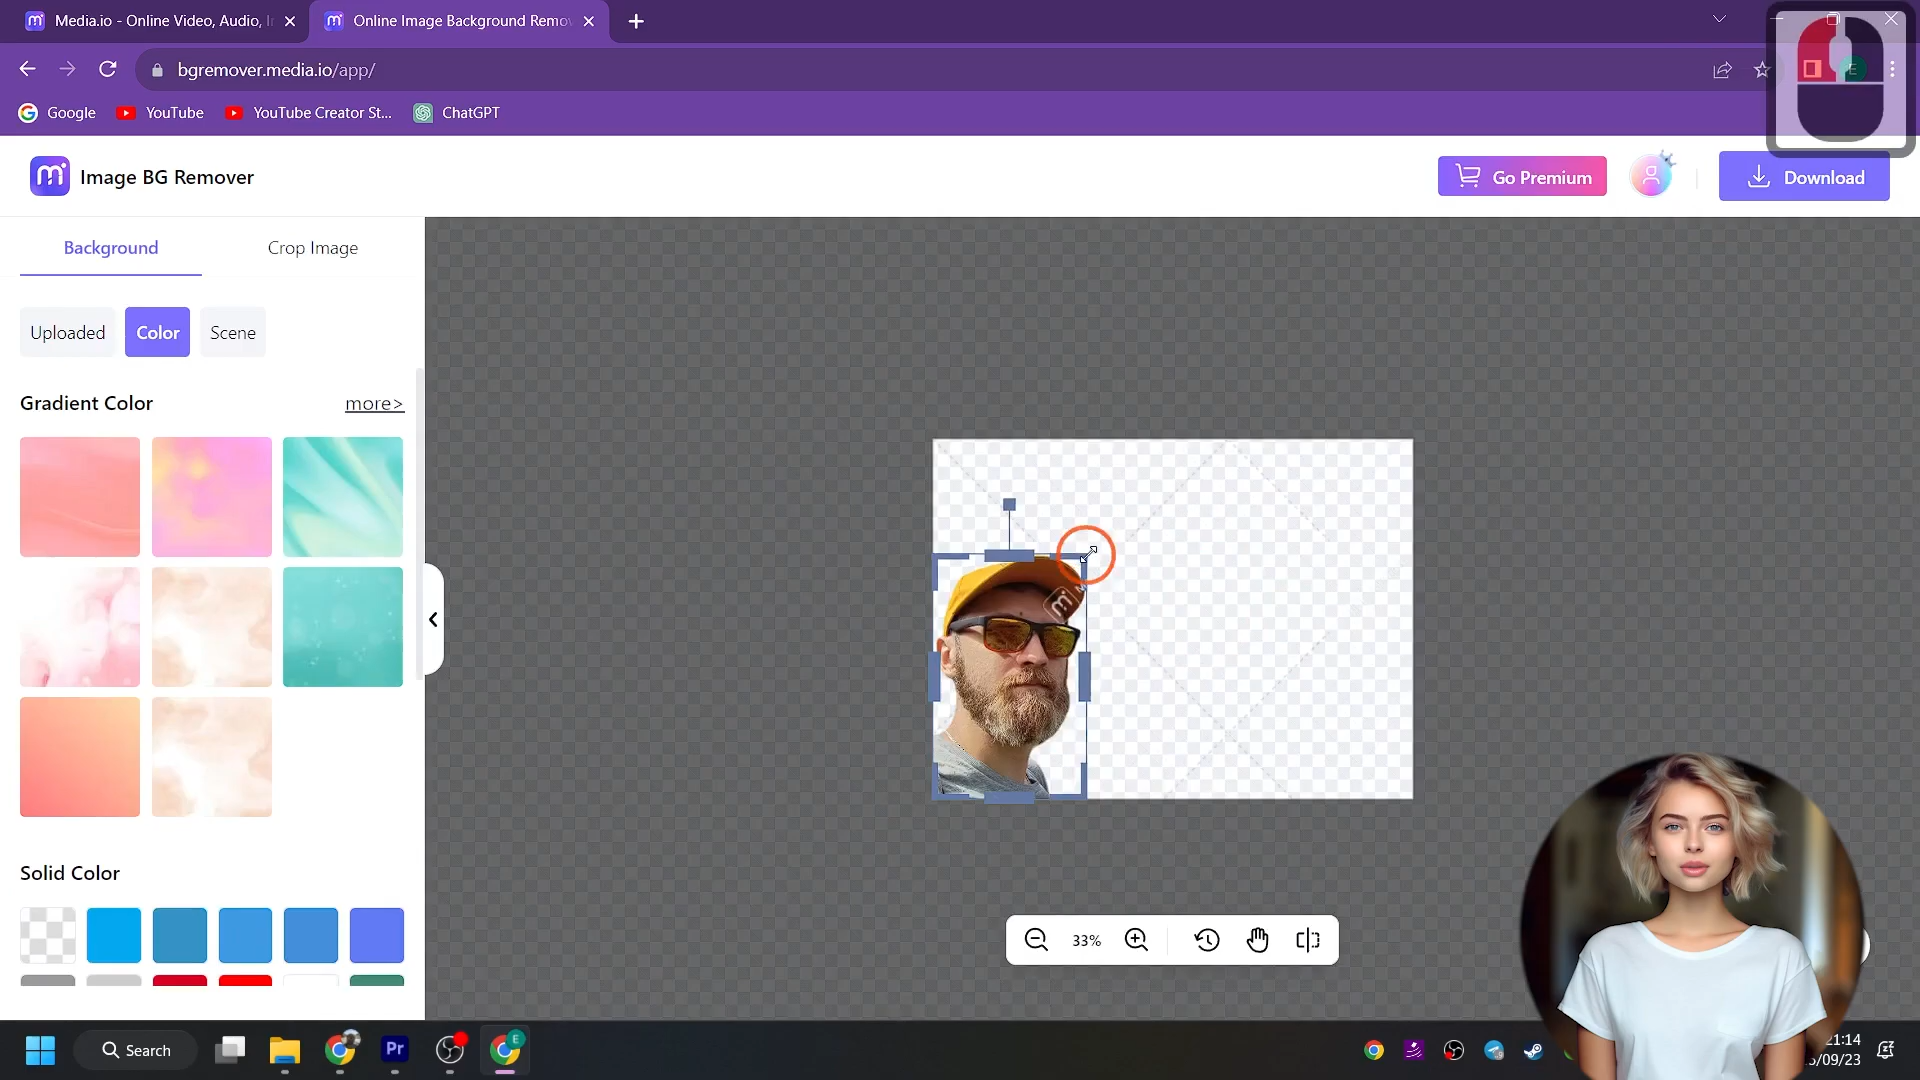 Media.io - Online Video, Audio, I
Online Image Background Remo
bgremover.media.io/app/
E
Google
YouTube
YouTube Creator St...
ChatGPT
Image BG Remover
Go Premium
Download
Background
Crop Image
Uploaded
Color
Scene
Gradient Color
more>
Solid Color
33%
Search
Pr
E
21:14
/09/23